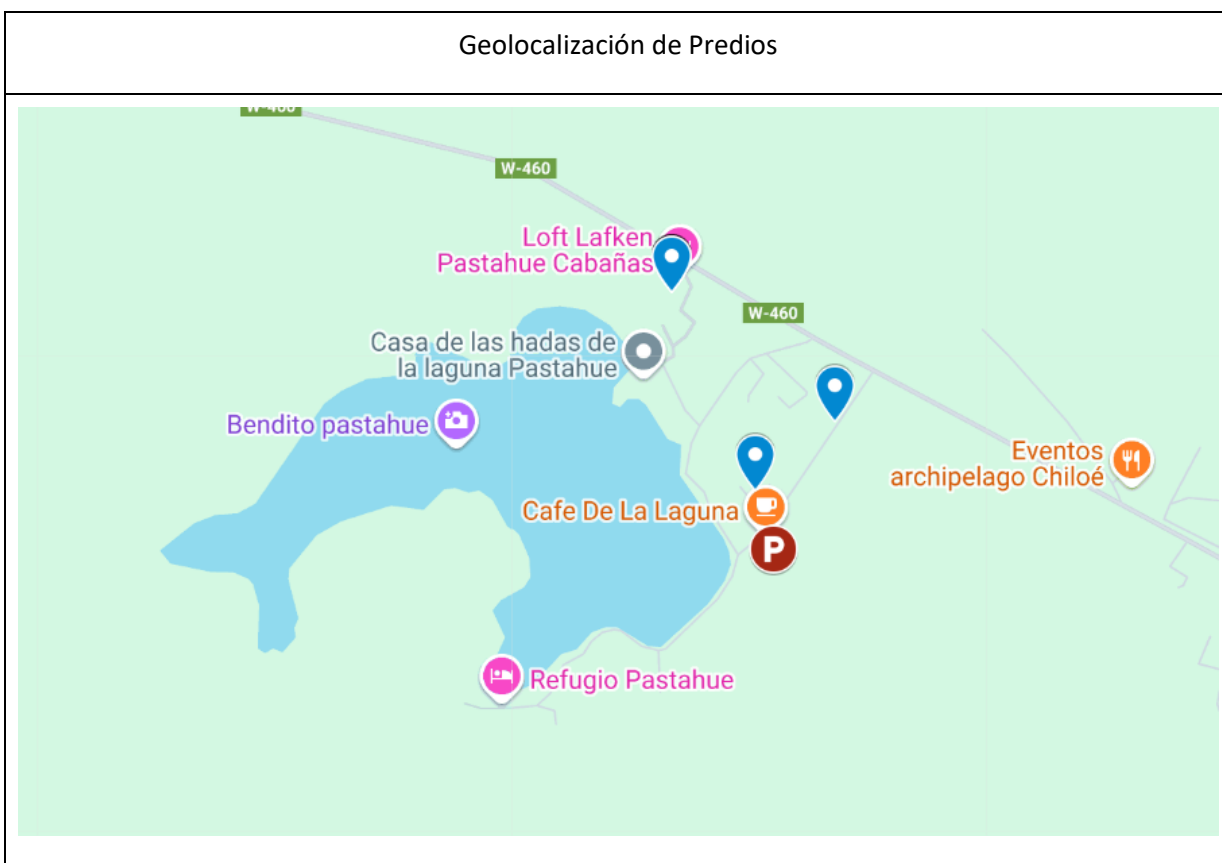 Geolocalización de Predios
W-460
Loft Lafken
Pastahue Cabañas
W-460
Casa de las hadas de
la laguna Pastahue
Bendito pastahue
Eventos
archipelago Chiloé
Cafe De La Laguna
P
Refugio Pastahue